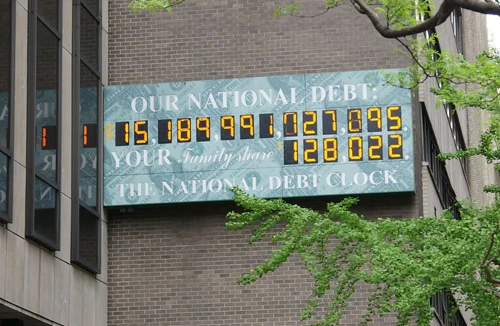 OUR NATIONAL DEBT:
15,189,991,027,895.
YOUR Family share 128,022.
THE NATIONAL DEBT CLOCK